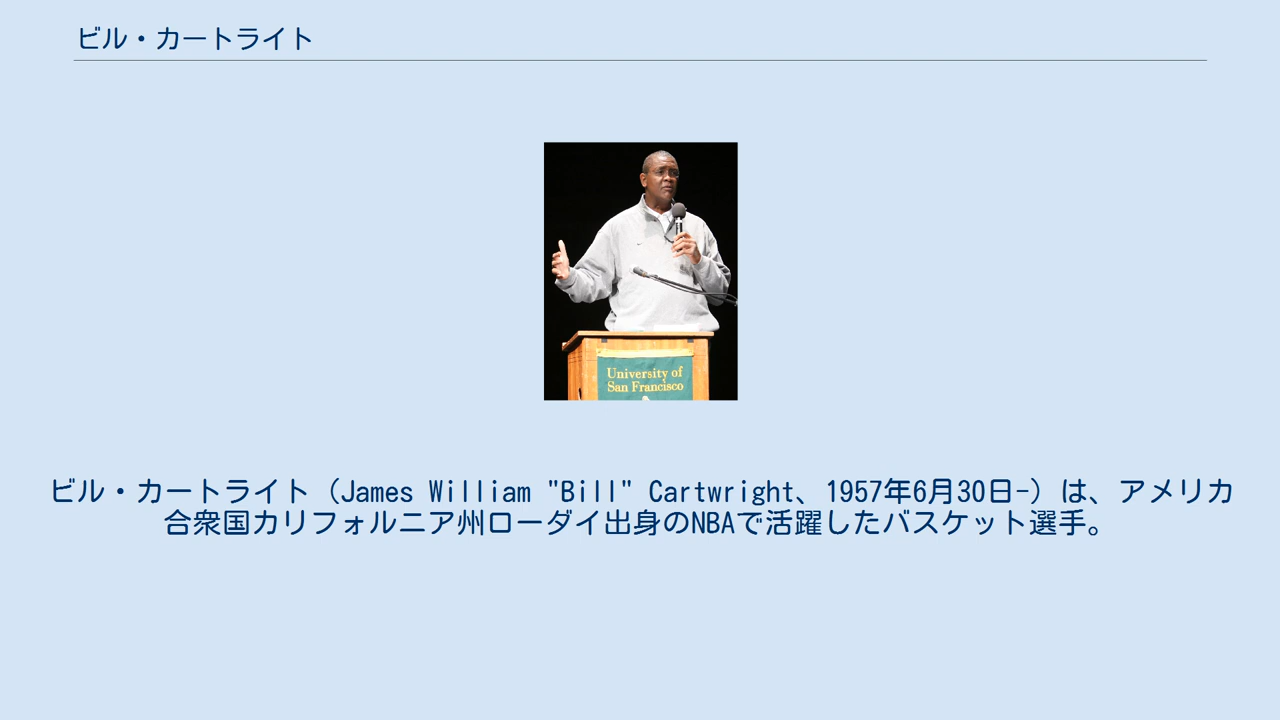 ビル・カートライト
University of
San Francisco
ビル・カートライト（James William "Bill" Cartwright、1957年6月30日-）は、アメリカ
合衆国カリフォルニア州ローダイ出身のNBAで活躍したバスケット選手。